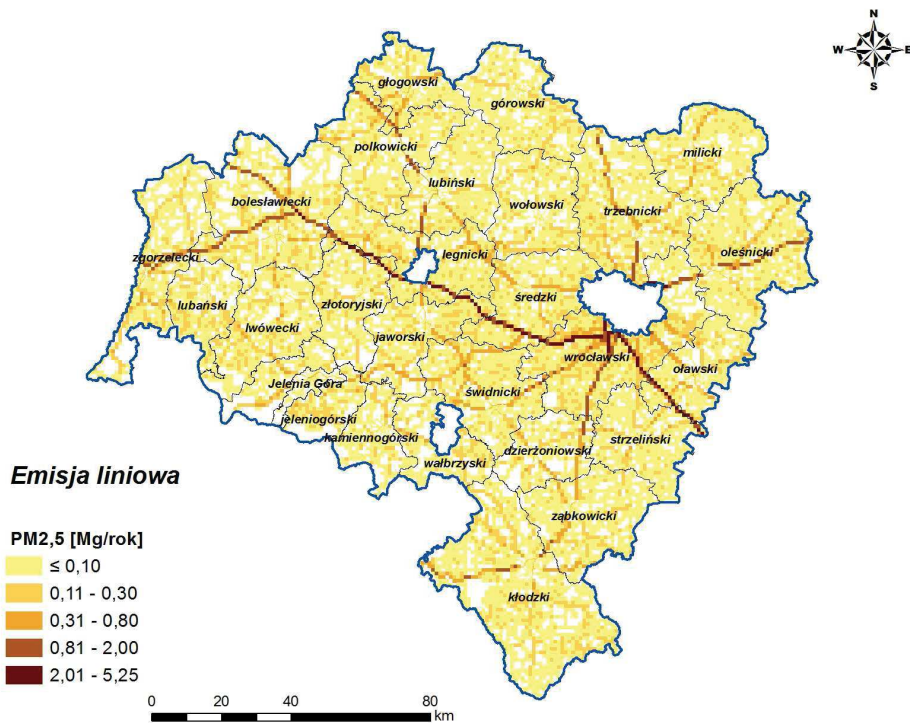 N
W E
S
głogowski
górowski
polkowicki
milicki
lubiński
bolesławiecki
wołowski
trzebnicki
oleśnicki
zgorzelecki
legnicki
lubański
złotoryjski
średzki
lwówecki
jaworski
wrocławski
oławski
Jelenia Góra
świdnicki
jeleniogórski
kamiennogórski
strzeliński
wałbrzyski
dzierżoniowski
ząbkowicki
kłodzki
Emisja liniowa
PM2,5 [Mg/rok]
≤ 0,10
0,11 - 0,30
0,31 - 0,80
0,81 - 2,00
2,01 - 5,25
0 20 40 80
km